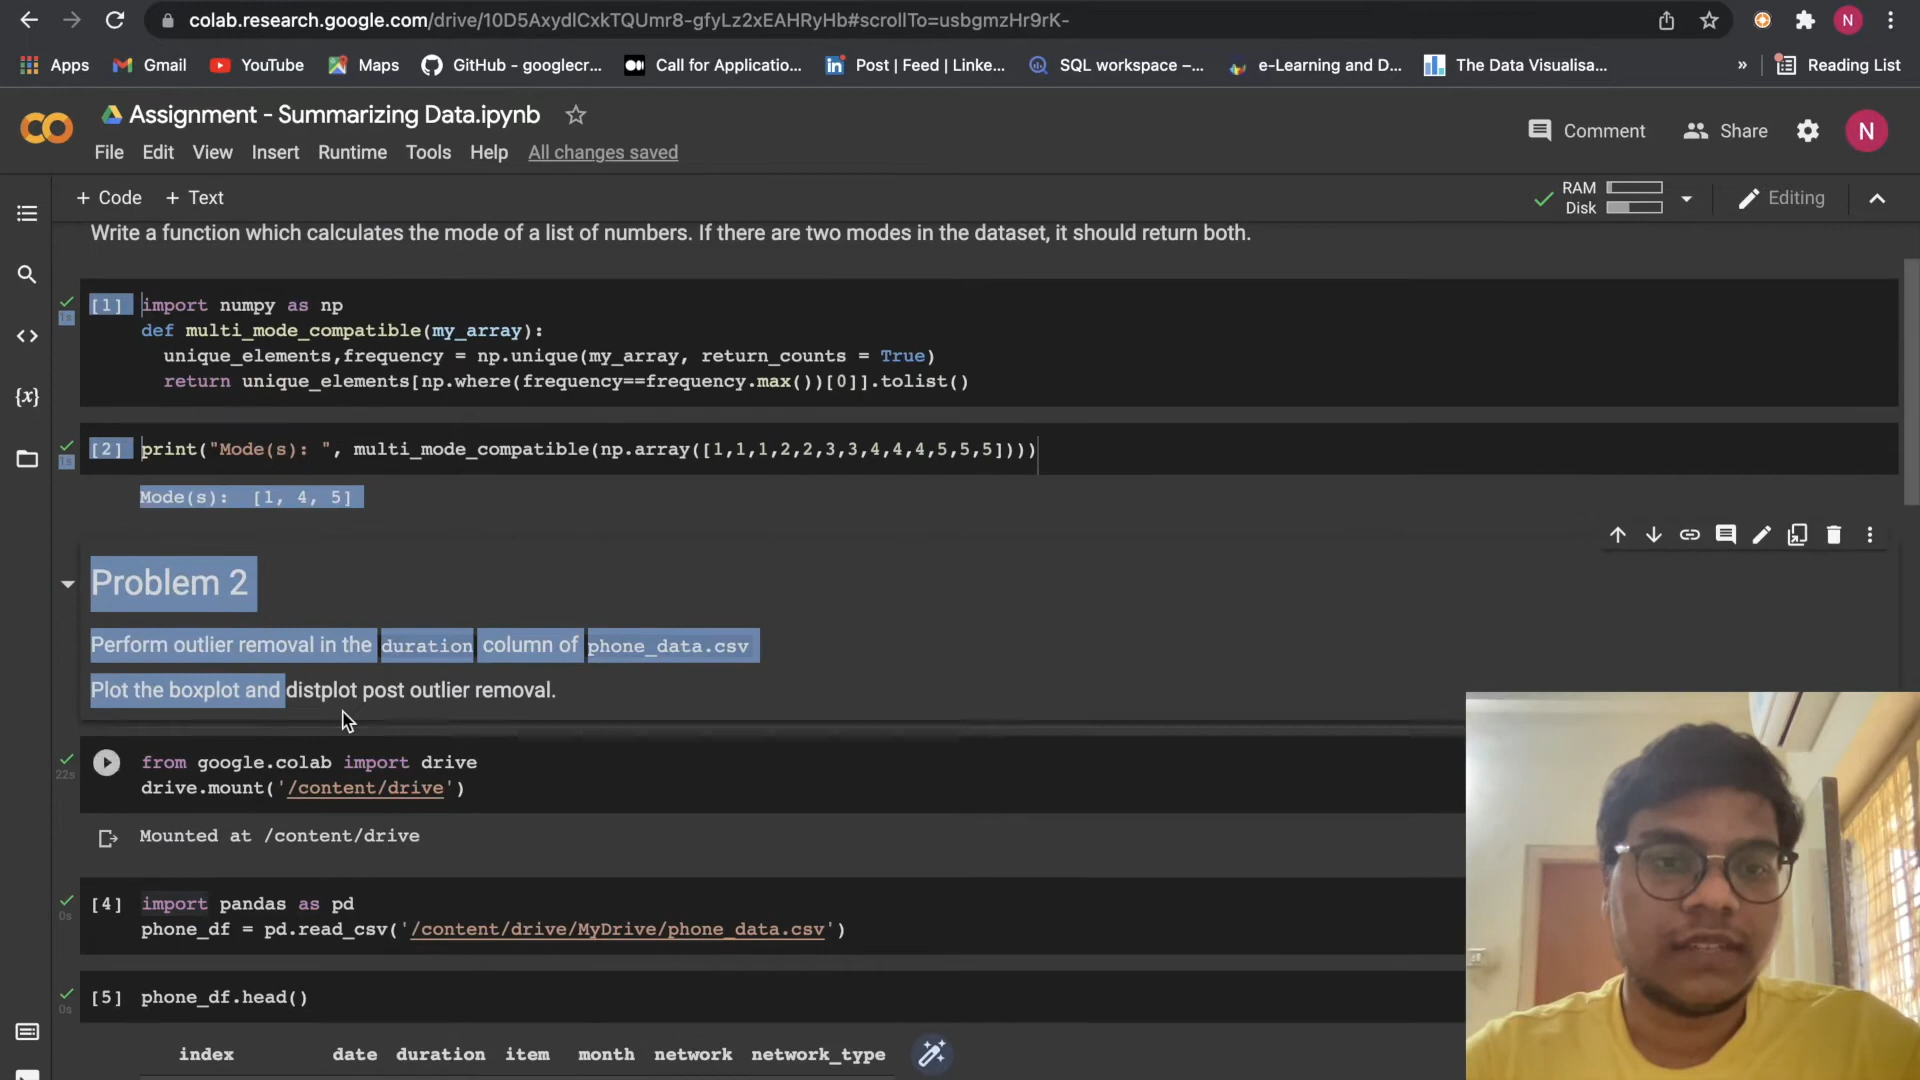 colab.research.google.com/drive/10D5AxydlCxkTQUmr8-gfyLz2xEAHRyHb#scrollTo=usbgmzHr9rK-
N
Apps Gmail YouTube Maps GitHub - googlecr... Call for Applicatio... Post | Feed | Linke... SQL workspace –... e-Learning and D... The Data Visualisa... » Reading List
Assignment - Summarizing Data.ipynb
Comment Share N
File Edit View Insert Runtime Tools Help All changes saved
+ Code + Text
RAM
Disk
Editing
Write a function which calculates the mode of a list of numbers. If there are two modes in the dataset, it should return both.
[1] import numpy as np
1s
def multi_mode_compatible(my_array):
unique_elements,frequency = np.unique(my_array, return_counts = True)
return unique_elements[np.where(frequency==frequency.max())[0]].tolist()
{x}
[2] print("Mode(s): ", multi_mode_compatible(np.array([1,1,1,2,2,3,3,4,4,4,5,5,5])))
1s
Mode(s): [1, 4, 5]
Problem 2
Perform outlier removal in the duration column of phone_data.csv
Plot the boxplot and distplot post outlier removal.
from google.colab import drive
22s
drive.mount('/content/drive')
Mounted at /content/drive
[4] import pandas as pd
0s
phone_df = pd.read_csv('/content/drive/MyDrive/phone_data.csv')
[5] phone_df.head()
0s
index date duration item month network network_type